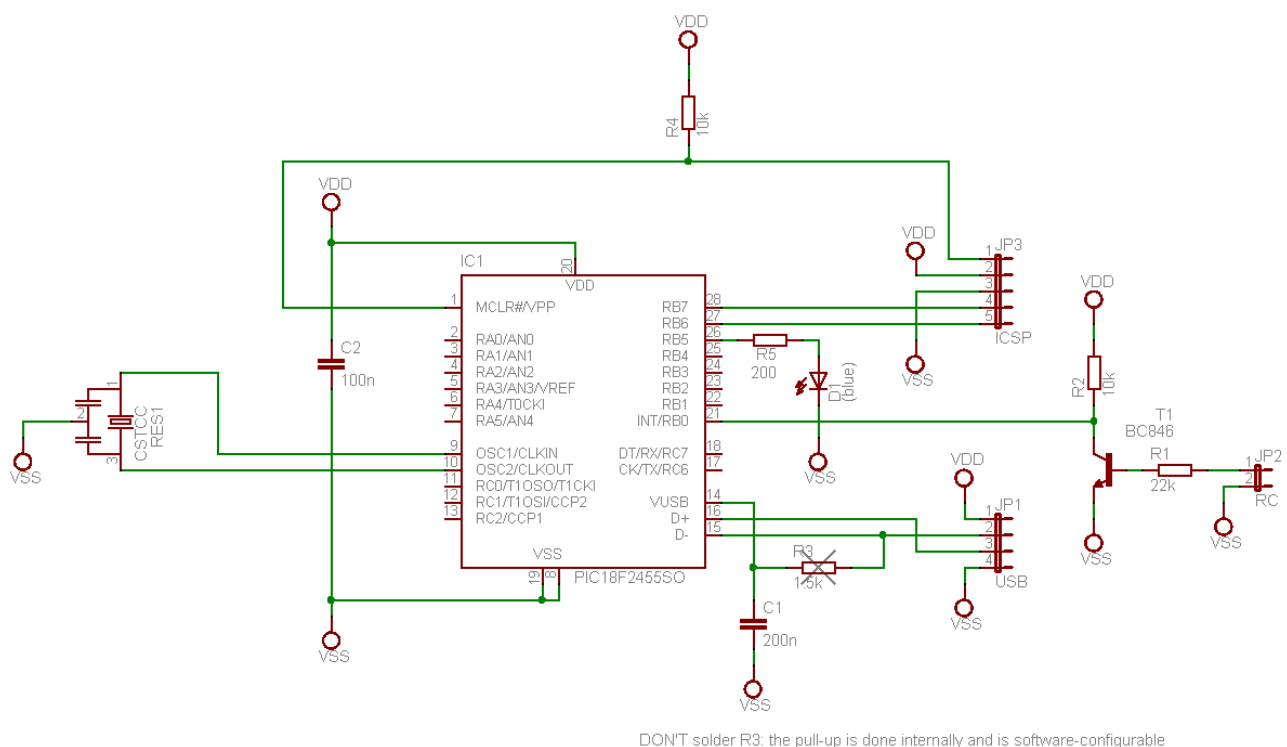 VDD
R4
10k
VDD
VDD
JP3
1
2
3
4
5
ICSP
VSS
IC1
20
VDD
1
MCLR#/VPP
2
RA0/AN0
3
RA1/AN1
4
RA2/AN2
5
RA3/AN3/VREF
6
RA4/T0CKI
7
RA5/AN4
9
OSC1/CLKIN
10
OSC2/CLKOUT
11
RC0/T1OSO/T1CKI
12
RC1/T1OSI/CCP2
13
RC2/CCP1
RB7
28
RB6
27
RB5
26
RB4
25
RB3
24
RB2
23
RB1
22
INT/RB0
21
DT/RX/RC7
18
CK/TX/RC6
17
VUSB
14
D+
16
D-
15
VSS
19
8
PIC18F2455SO
C2
100n
VSS
1
2
3
CSTCC
RES1
VSS
R5
200
D1
(blue)
VSS
VDD
R2
10k
T1
BC846
VSS
R1
22k
JP2
1
2
RC
VSS
VDD
JP1
1
2
3
4
USB
VSS
R3
1.5k
C1
200n
VSS
DON'T solder R3: the pull-up is done internally and is software-configurable